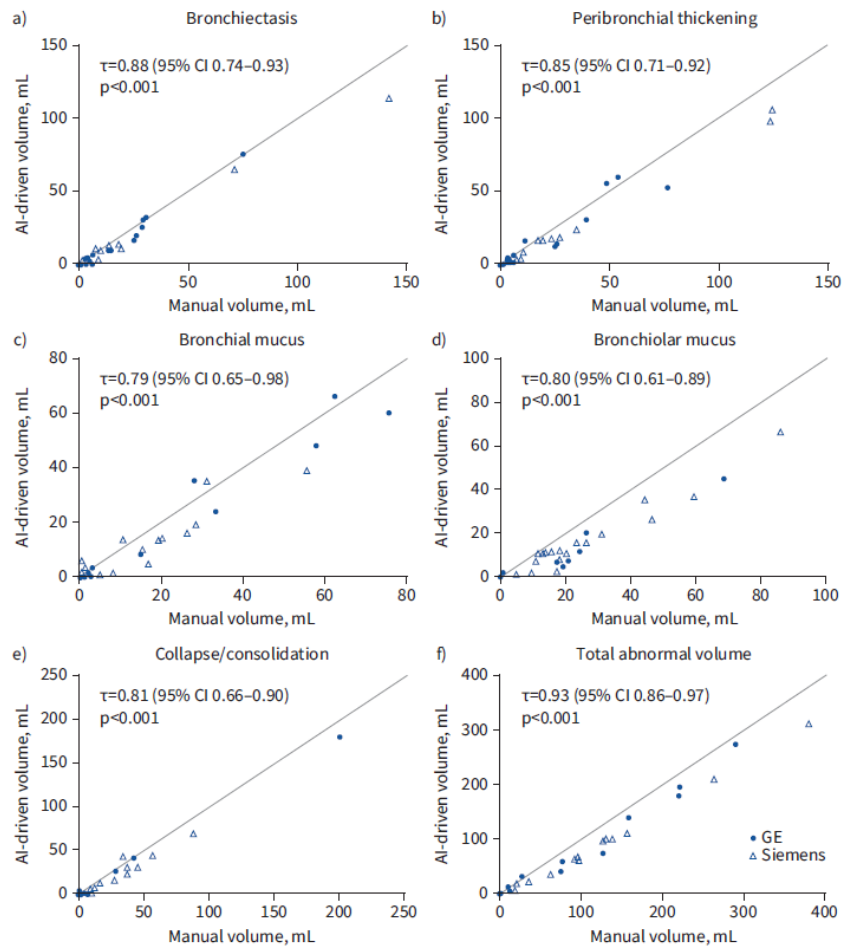 a) Bronchiectasis
150
τ=0.88 (95% CI 0.74–0.93)
p<0.001
100
50
0
0 50 100 150
AI-driven volume, mL
Manual volume, mL
b) Peribronchial thickening
150
τ=0.85 (95% CI 0.71–0.92)
p<0.001
100
50
0
0 50 100 150
AI-driven volume, mL
Manual volume, mL
c) Bronchial mucus
80
τ=0.79 (95% CI 0.65–0.98)
p<0.001
60
40
20
0
0 20 40 60 80
AI-driven volume, mL
Manual volume, mL
d) Bronchiolar mucus
100
τ=0.80 (95% CI 0.61–0.89)
p<0.001
80
60
40
20
0
0 20 40 60 80 100
AI-driven volume, mL
Manual volume, mL
e) Collapse/consolidation
250
τ=0.81 (95% CI 0.66–0.90)
p<0.001
200
150
100
50
0
0 50 100 150 200 250
AI-driven volume, mL
Manual volume, mL
f) Total abnormal volume
400
τ=0.93 (95% CI 0.86–0.97)
p<0.001
300
200
100
0
GE
Siemens
0 100 200 300 400
AI-driven volume, mL
Manual volume, mL